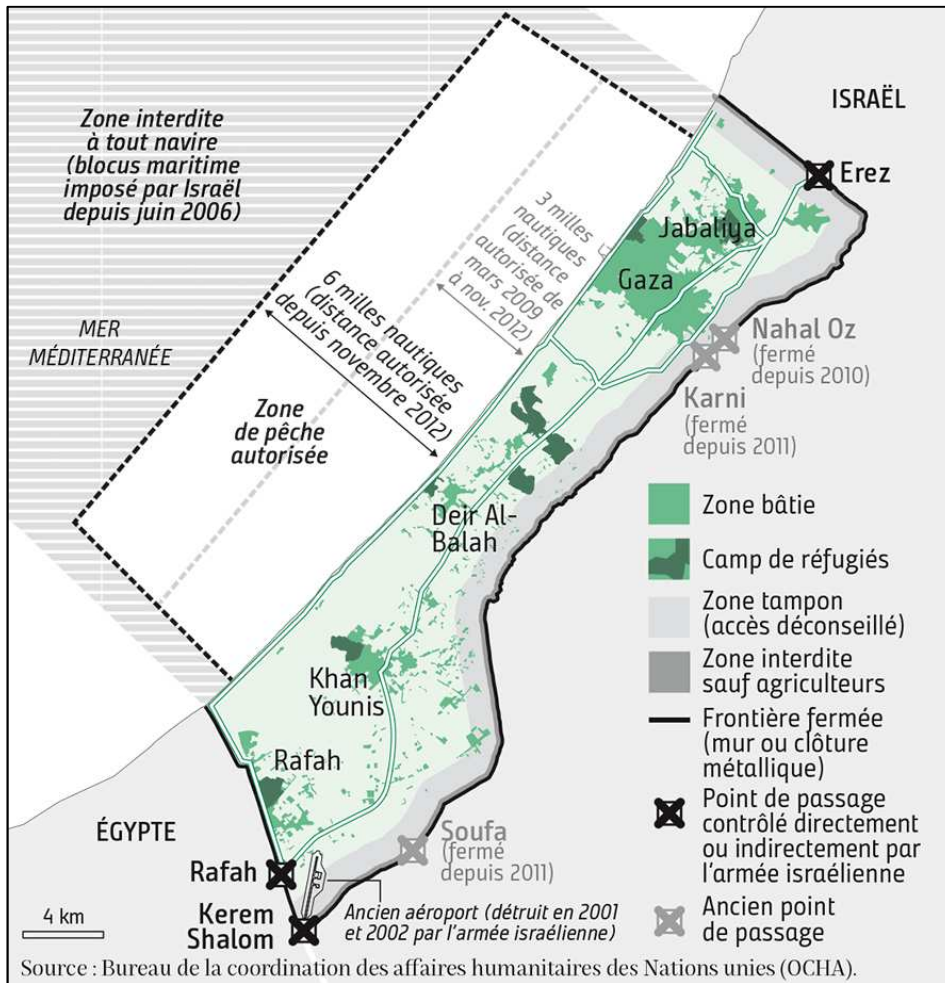 Zone interdite
à tout navire
(blocus maritime
imposé par Israël
depuis juin 2006)
MER
MÉDITERRANÉE
6 milles nautiques
(distance autorisée
depuis novembre 2012)
3 milles
nautiques
(distance
autorisée de
mars 2009
à nov. 2012)
Zone
de pêche
autorisée
ISRAËL
Erez
Jabaliya
Gaza
Nahal Oz
(fermé
depuis 2010)
Karni
(fermé
depuis 2011)
Deir Al-
Balah
Khan
Younis
Rafah
ÉGYPTE
Rafah
Kerem
Shalom
Soufa
(fermé
depuis 2011)
Ancien aéroport (détruit en 2001
et 2002 par l'armée israélienne)
4 km
Zone bâtie
Camp de réfugiés
Zone tampon
(accès déconseillé)
Zone interdite
sauf agriculteurs
Frontière fermée
(mur ou clôture
métallique)
Point de passage
contrôlé directement
ou indirectement par
l'armée israélienne
Ancien point
de passage
Source : Bureau de la coordination des affaires humanitaires des Nations unies (OCHA).